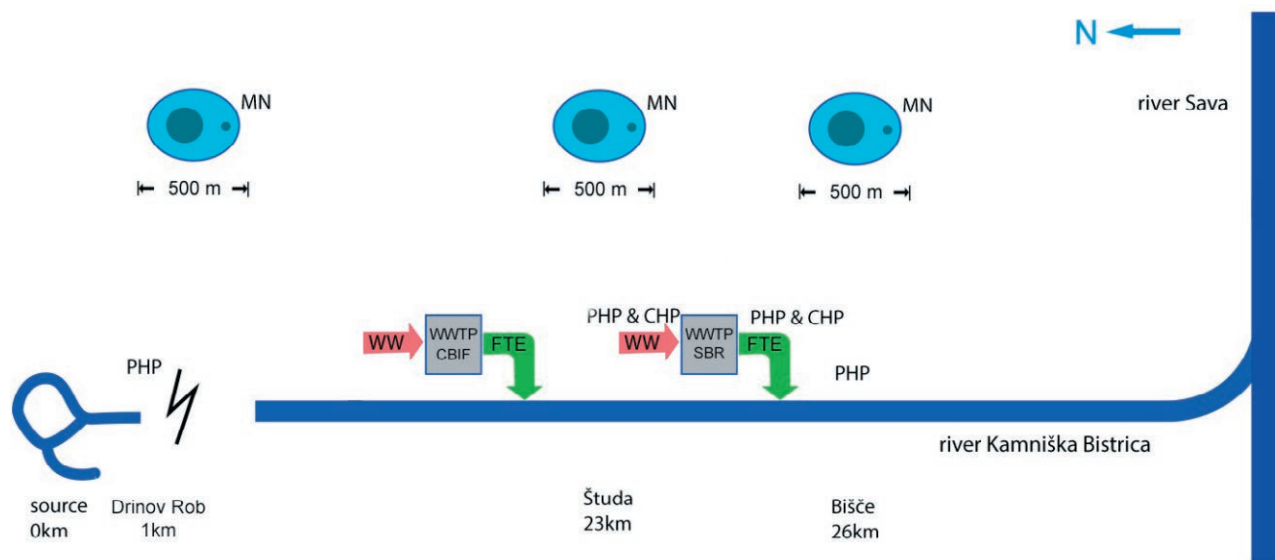 N
river Sava
MN
MN
MN
500 m
500 m
500 m
PHP & CHP
PHP & CHP
WW
WWTP
CBIF
FTE
WW
WWTP
SBR
FTE
PHP
PHP
river Kamniška Bistrica
source
0km
Drinov Rob
1km
Študa
23km
Bišče
26km